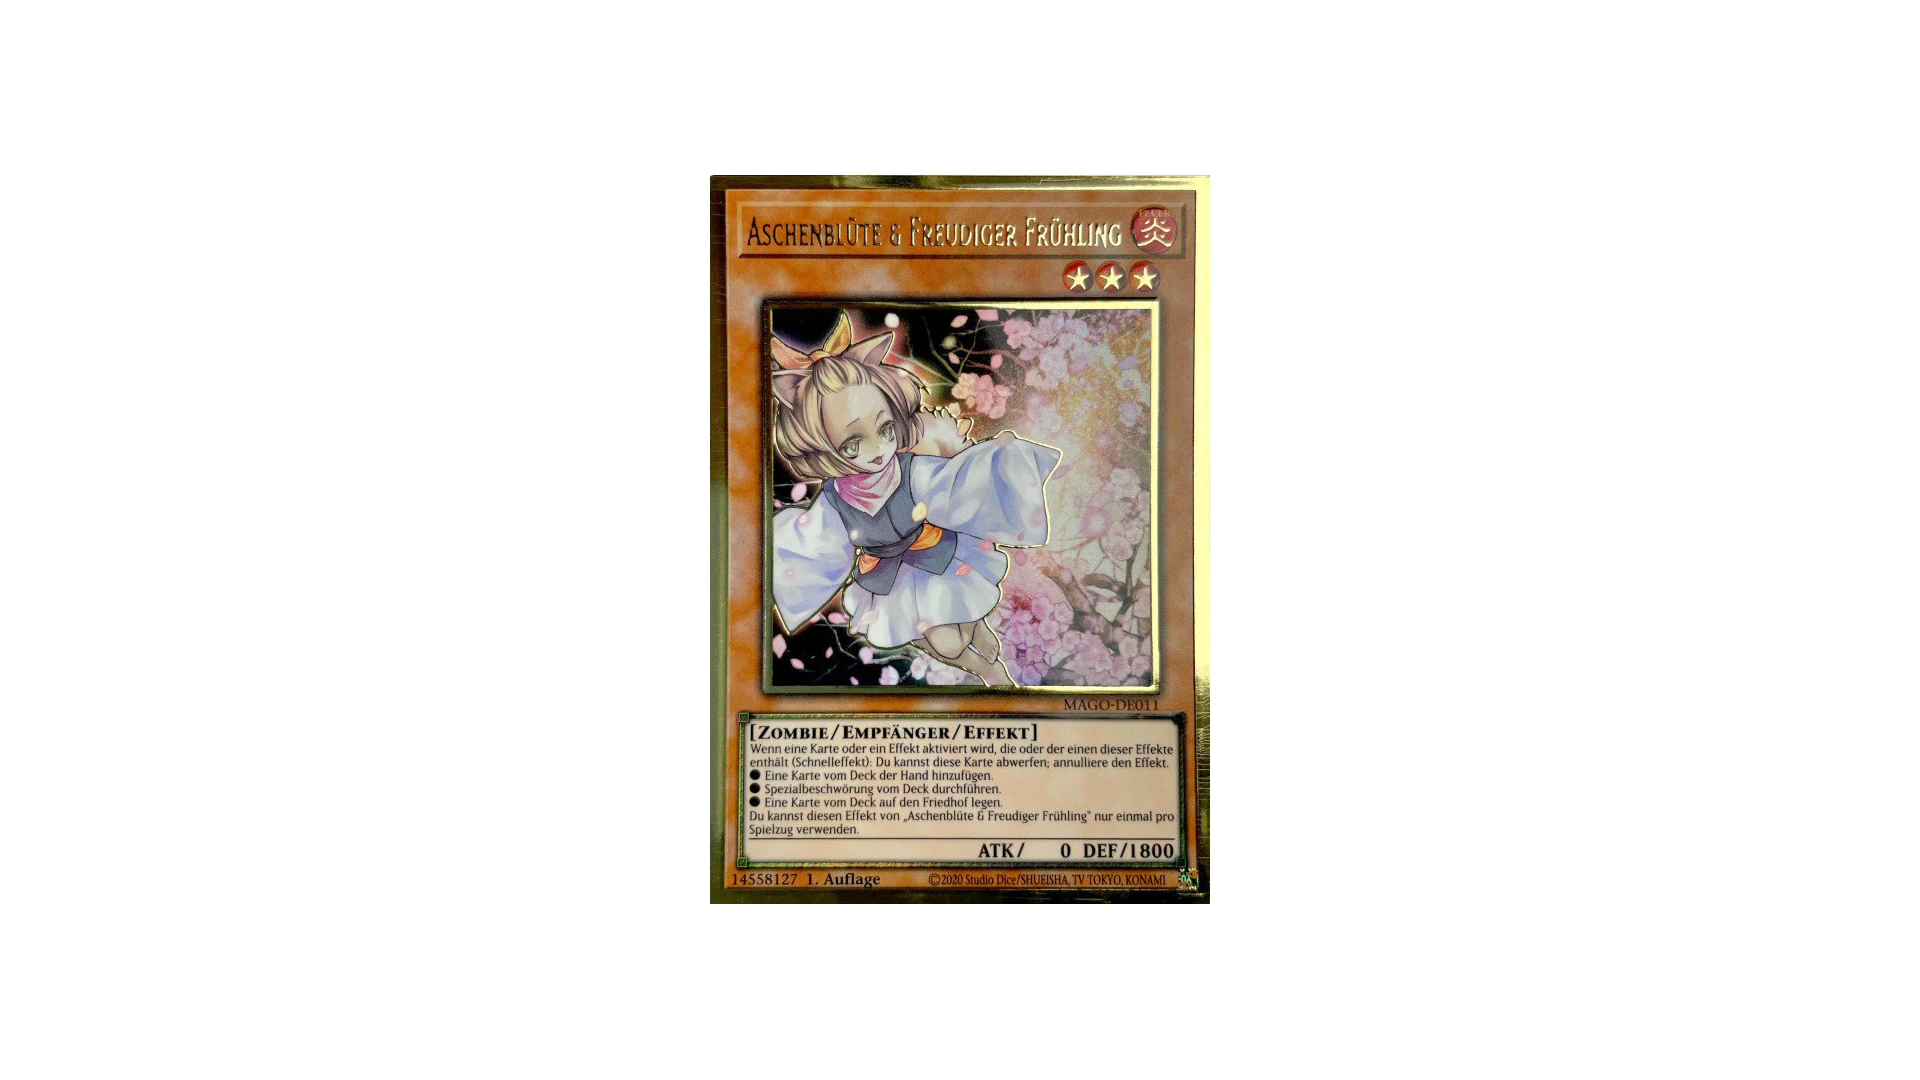 ASCHENBLÜTE & FREUDIGER FRÜHLING
FEUER
炎
MAGO-DE011
[ZOMBIE/EMPFÄNGER/EFFEKT]
Wenn eine Karte oder ein Effekt aktiviert wird, die oder der einen dieser Effekte
enthält (Schnelleffekt): Du kannst diese Karte abwerfen; annulliere den Effekt.
● Eine Karte vom Deck der Hand hinzufügen.
● Spezialbeschwörung vom Deck durchführen.
● Eine Karte vom Deck auf den Friedhof legen.
Du kannst diesen Effekt von „Aschenblüte & Freudiger Frühling" nur einmal pro
Spielzug verwenden.
ATK/ 0 DEF/1800
14558127 1. Auflage ©2020 Studio Dice/SHUEISHA, TV TOKYO, KONAMI